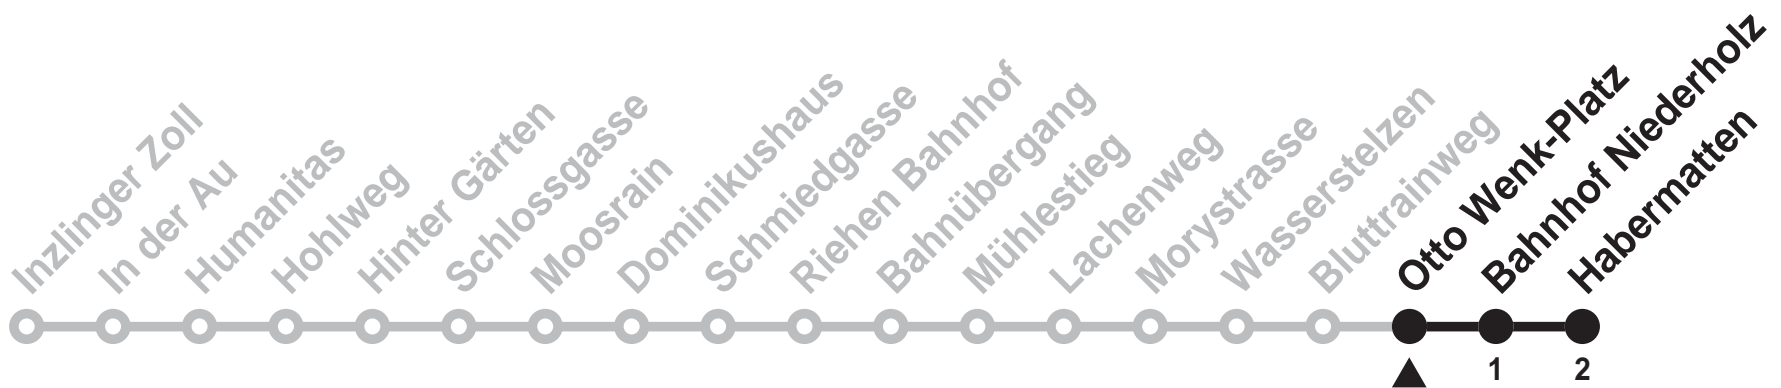 Inzlinger Zoll
In der Au
Humanitas
Hohlweg
Hinter Gärten
Schlossgasse
Moosrain
Dominikushaus
Schmiedgasse
Riehen Bahnhof
Bahnübergang
Mühlestieg
Lachenweg
Morystrasse
Wasserstelzen
Bluttrainweg
Otto Wenk-Platz
Bahnhof Niederholz
Habermatten
1 2